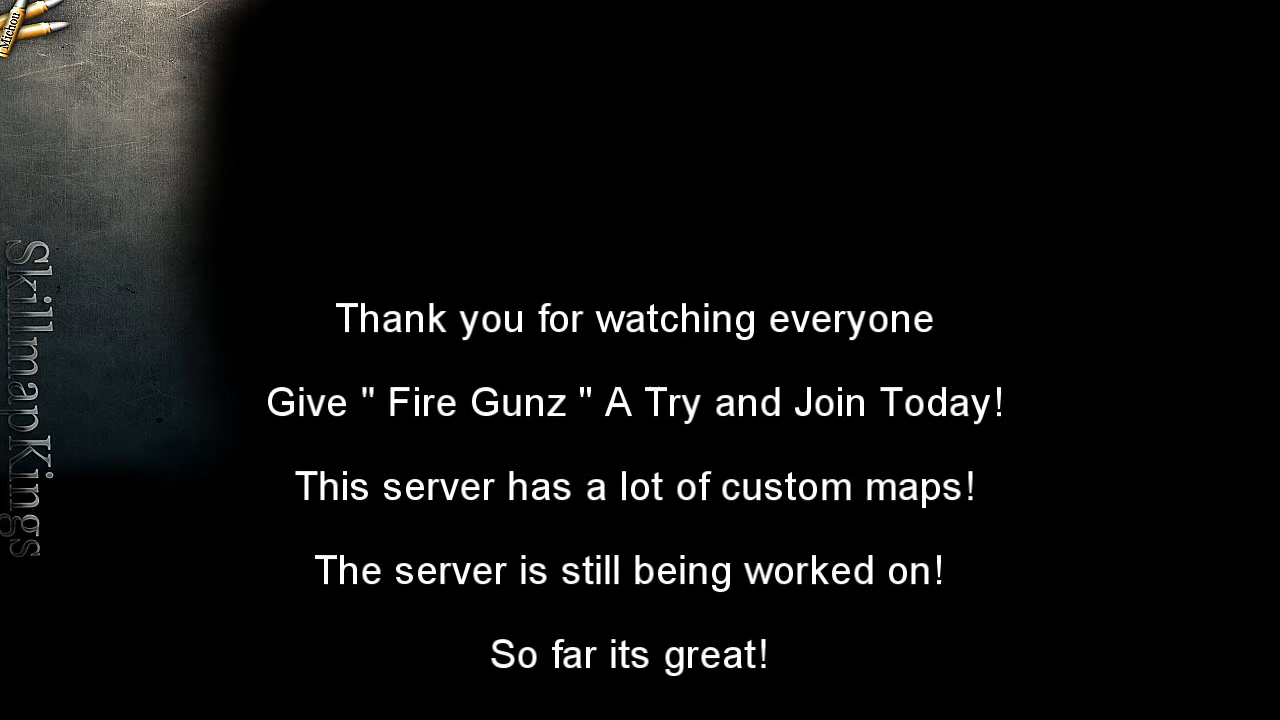 Michou
SkillmapKings
Thank you for watching everyone
Give " Fire Gunz " A Try and Join Today!
This server has a lot of custom maps!
The server is still being worked on!
So far its great!